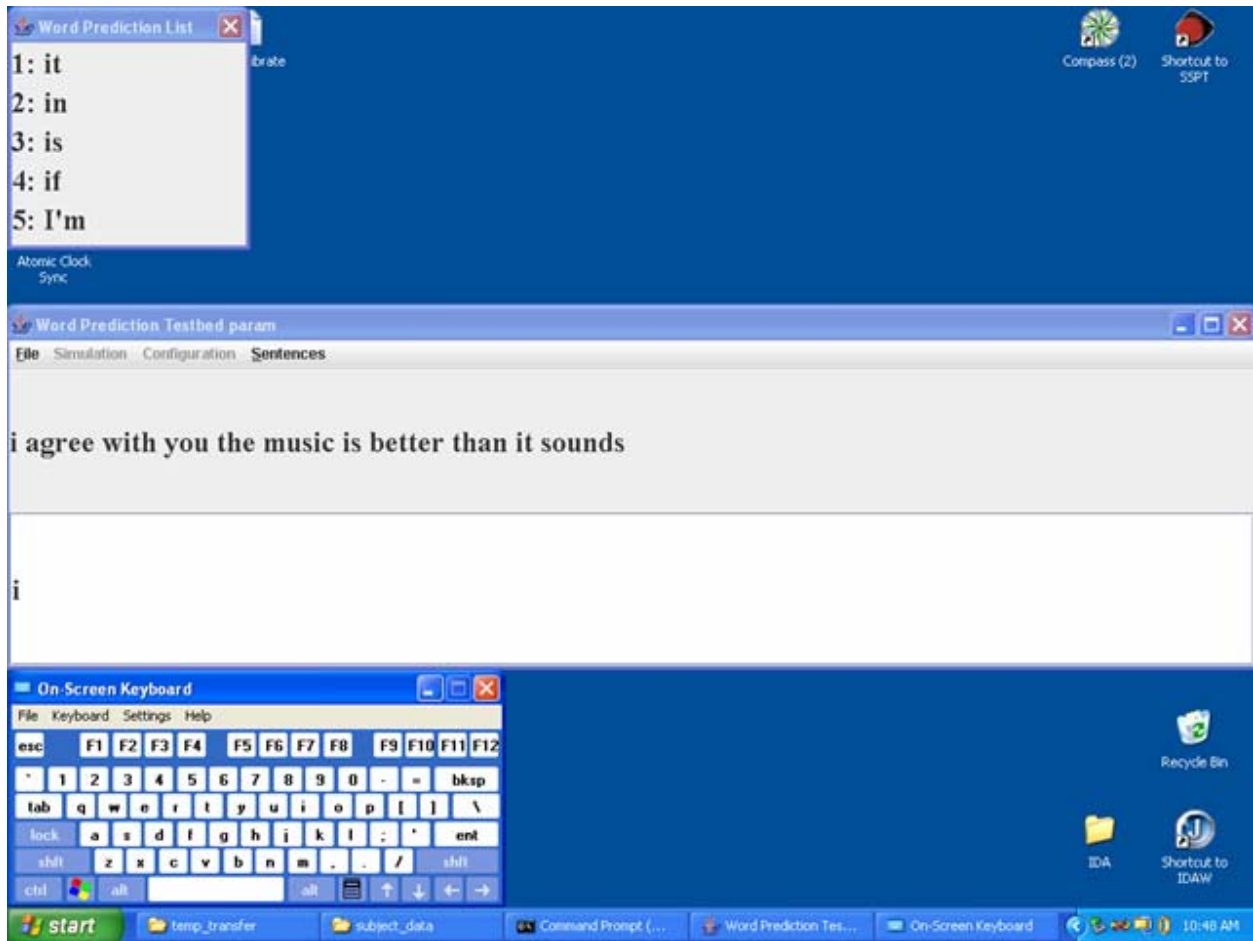 Word Prediction List
1: it
2: in
3: is
4: if
5: I'm
brate
Compass (2)
Shortcut to
SSPT
Atomic Clock
Sync
Word Prediction Testbed param
File Simulation Configuration Sentences
i agree with you the music is better than it sounds
i
On-Screen Keyboard
File Keyboard Settings Help
esc F1 F2 F3 F4 F5 F6 F7 F8 F9 F10 F11 F12
` 1 2 3 4 5 6 7 8 9 0 - = bksp
tab q w e r t y u i o p [ ] \
lock a s d f g h j k l ; ' ent
shft z x c v b n m , . / shft
ctrl alt alt ↑ ↓ ← →
Recycle Bin
IDA
Shortcut to
IDAW
start temp_transfer subject_data Command Prompt (... Word Prediction Tes... On-Screen Keyboard 10:48 AM